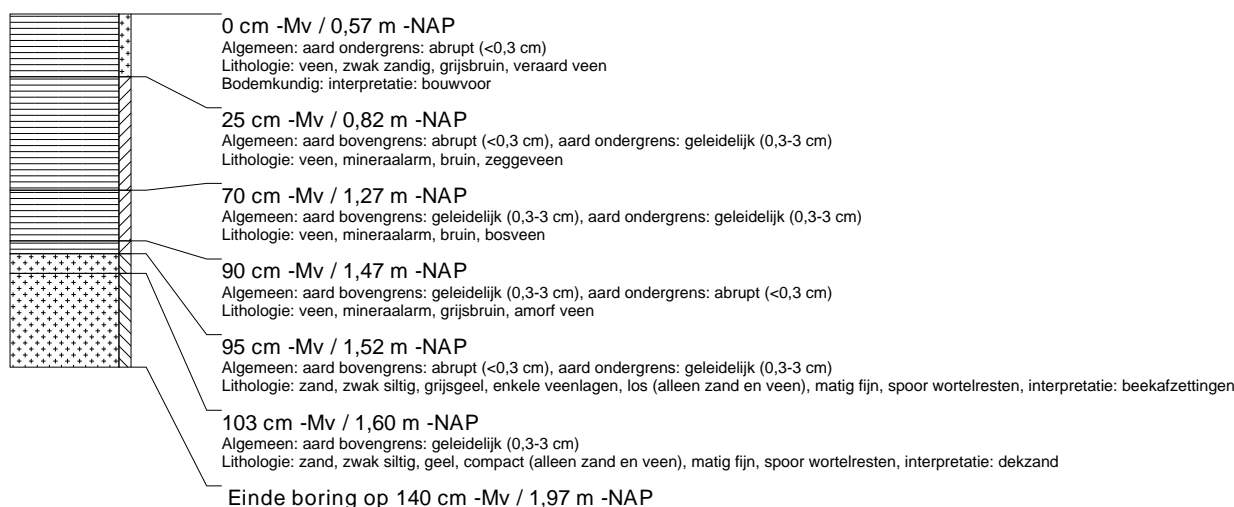 0 cm -Mv / 0,57 m -NAP
Algemeen: aard ondergrens: abrupt (<0,3 cm)
Lithologie: veen, zwak zandig, grijsbruin, veraard veen
Bodemkundig: interpretatie: bouwvoor
25 cm -Mv / 0,82 m -NAP
Algemeen: aard bovengrens: abrupt (<0,3 cm), aard ondergrens: geleidelijk (0,3-3 cm)
Lithologie: veen, mineraalarm, bruin, zeggeveen
70 cm -Mv / 1,27 m -NAP
Algemeen: aard bovengrens: geleidelijk (0,3-3 cm), aard ondergrens: geleidelijk (0,3-3 cm)
Lithologie: veen, mineraalarm, bruin, bosveen
90 cm -Mv / 1,47 m -NAP
Algemeen: aard bovengrens: geleidelijk (0,3-3 cm), aard ondergrens: abrupt (<0,3 cm)
Lithologie: veen, mineraalarm, grijsbruin, amorf veen
95 cm -Mv / 1,52 m -NAP
Algemeen: aard bovengrens: abrupt (<0,3 cm), aard ondergrens: geleidelijk (0,3-3 cm)
Lithologie: zand, zwak siltig, grijsgeel, enkele veenlagen, los (alleen zand en veen), matig fijn, spoor wortelresten, interpretatie: beekafzettingen
103 cm -Mv / 1,60 m -NAP
Algemeen: aard bovengrens: geleidelijk (0,3-3 cm)
Lithologie: zand, zwak siltig, geel, compact (alleen zand en veen), matig fijn, spoor wortelresten, interpretatie: dekzand
Einde boring op 140 cm -Mv / 1,97 m -NAP